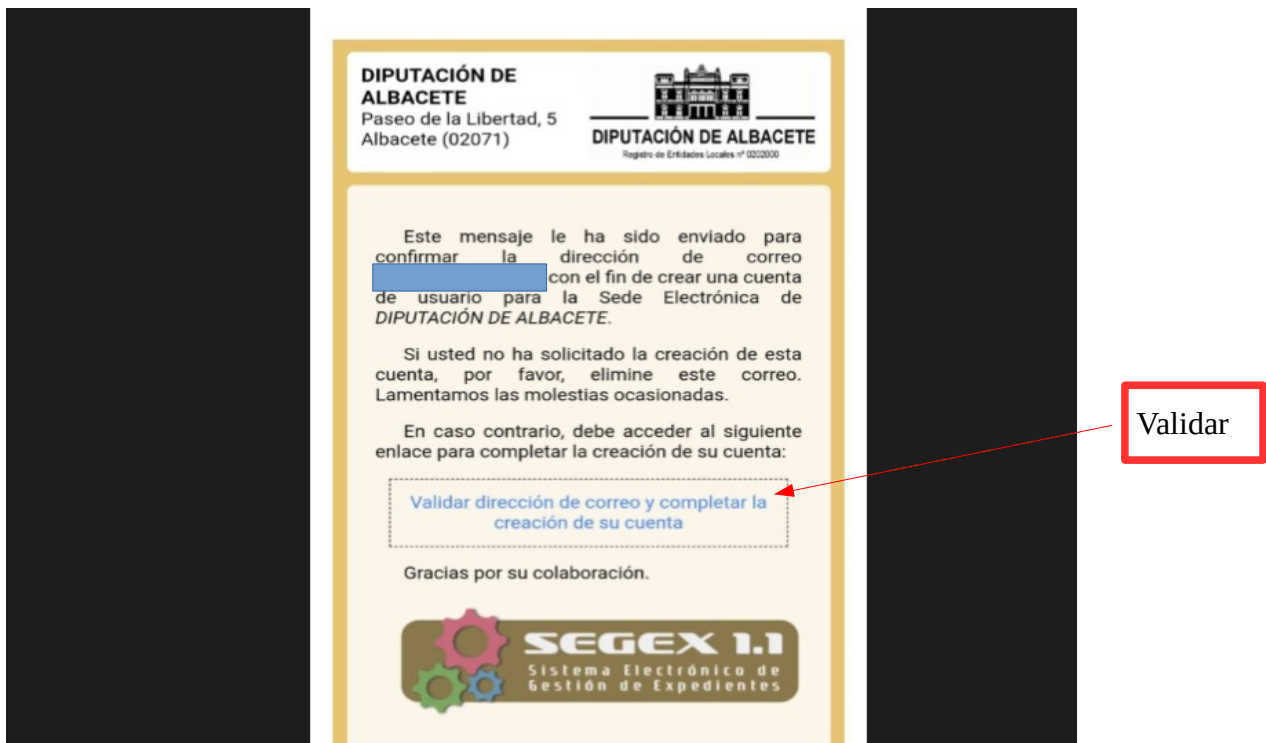 DIPUTACIÓN DE
ALBACETE
Paseo de la Libertad, 5
Albacete (02071)
DIPUTACIÓN DE ALBACETE
Registro de Entidades Locales nº 0202000
Este mensaje le ha sido enviado para
confirmar la dirección de correo
con el fin de crear una cuenta
de usuario para la Sede Electrónica de
DIPUTACIÓN DE ALBACETE.
Si usted no ha solicitado la creación de esta
cuenta, por favor, elimine este correo.
Lamentamos las molestias ocasionadas.
En caso contrario, debe acceder al siguiente
enlace para completar la creación de su cuenta:
Validar dirección de correo y completar la
creación de su cuenta
Validar
Gracias por su colaboración.
SEGEX 1.1
Sistema Electrónico de
Gestión de Expedientes